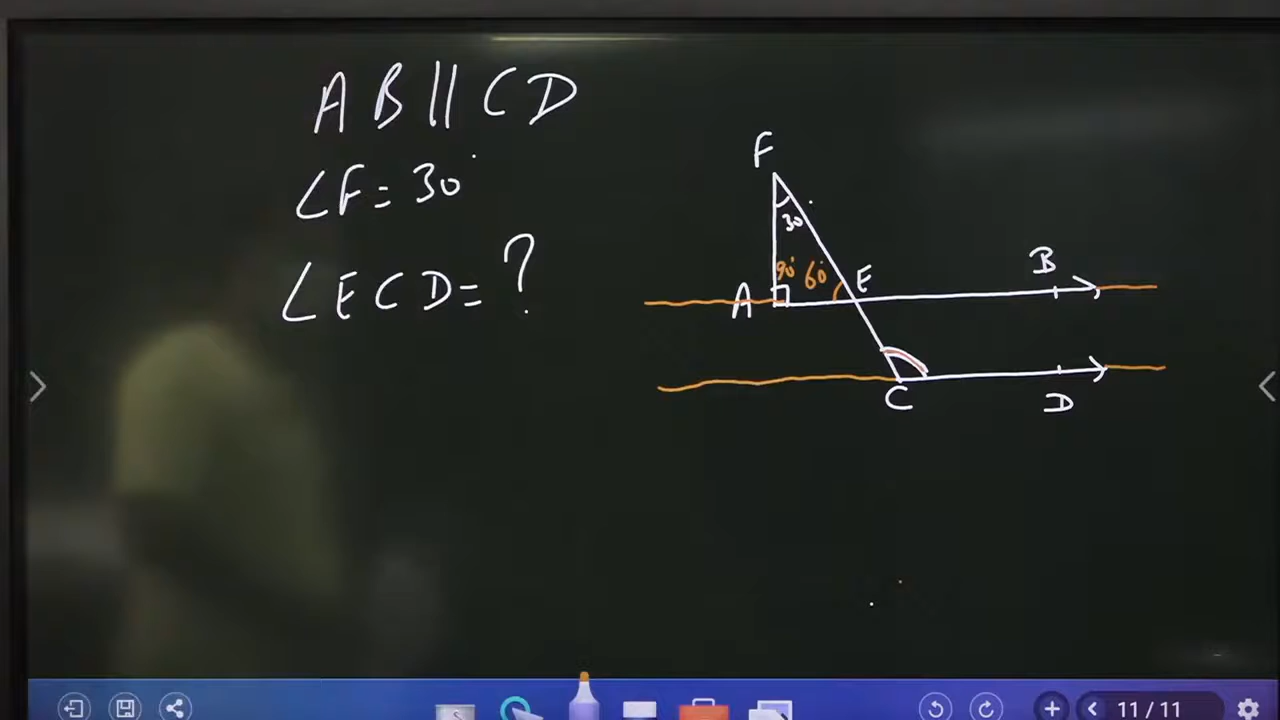 AB || CD
∠F = 30°
∠ECD = ?
F
30
90° 60°
A
E
B
C
D
11 / 11